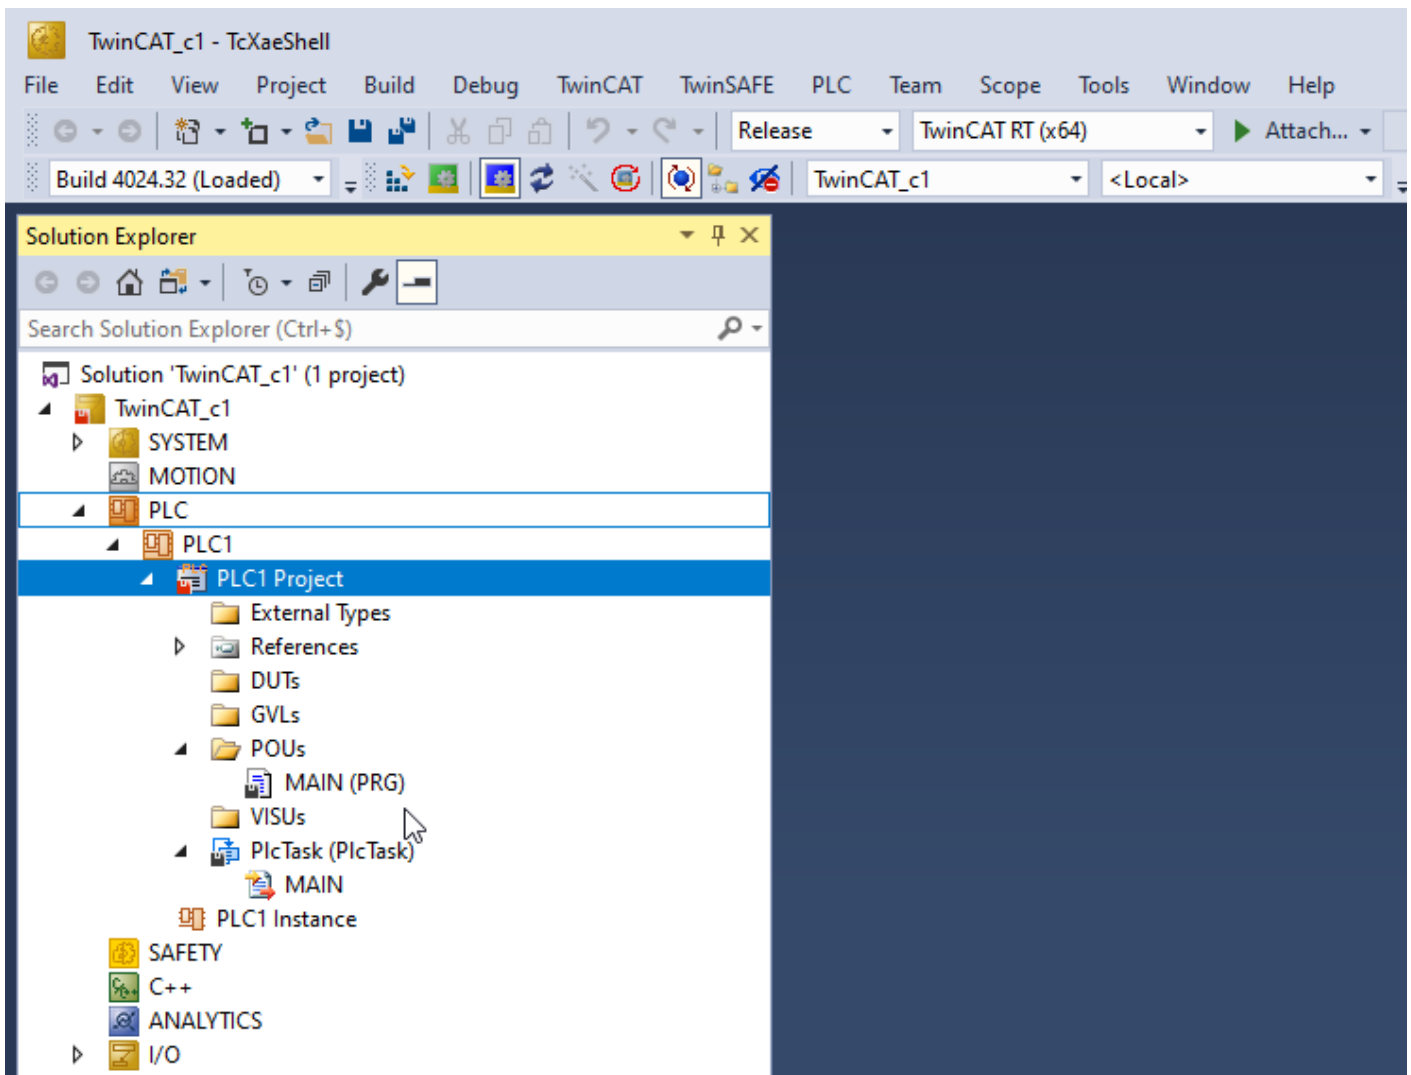 TwinCAT_c1 - TcXaeShell
File Edit View Project Build Debug TwinCAT TwinSAFE PLC Team Scope Tools Window Help
Release TwinCAT RT (x64) Attach...
Build 4024.32 (Loaded) TwinCAT_c1 <Local>
Solution Explorer
Search Solution Explorer (Ctrl+$)
Solution 'TwinCAT_c1' (1 project)
TwinCAT_c1
SYSTEM
MOTION
PLC
PLC1
PLC1 Project
External Types
References
DUTs
GVLs
POUs
MAIN (PRG)
VISUs
PlcTask (PlcTask)
MAIN
PLC1 Instance
SAFETY
C++
ANALYTICS
I/O